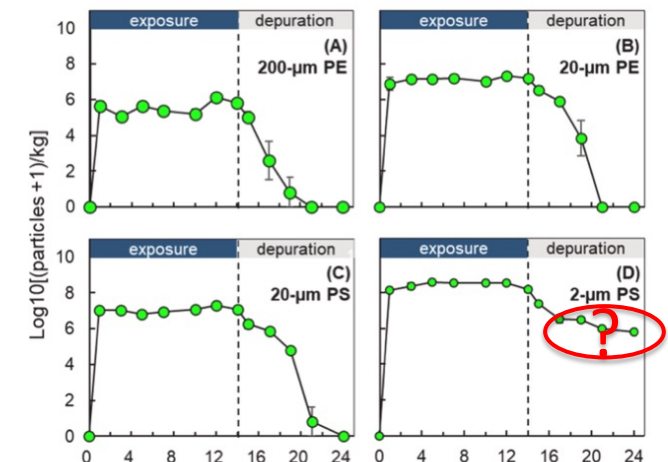 exposure depuration
(A)
200-µm PE
exposure depuration
(B)
20-µm PE
10
8
6
4
2
0
Log10[(particles +1)/kg]
exposure depuration
(C)
20-µm PS
exposure depuration
(D)
2-µm PS
?
10
8
6
4
2
0
0 4 8 12 16 20 24
0 4 8 12 16 20 24